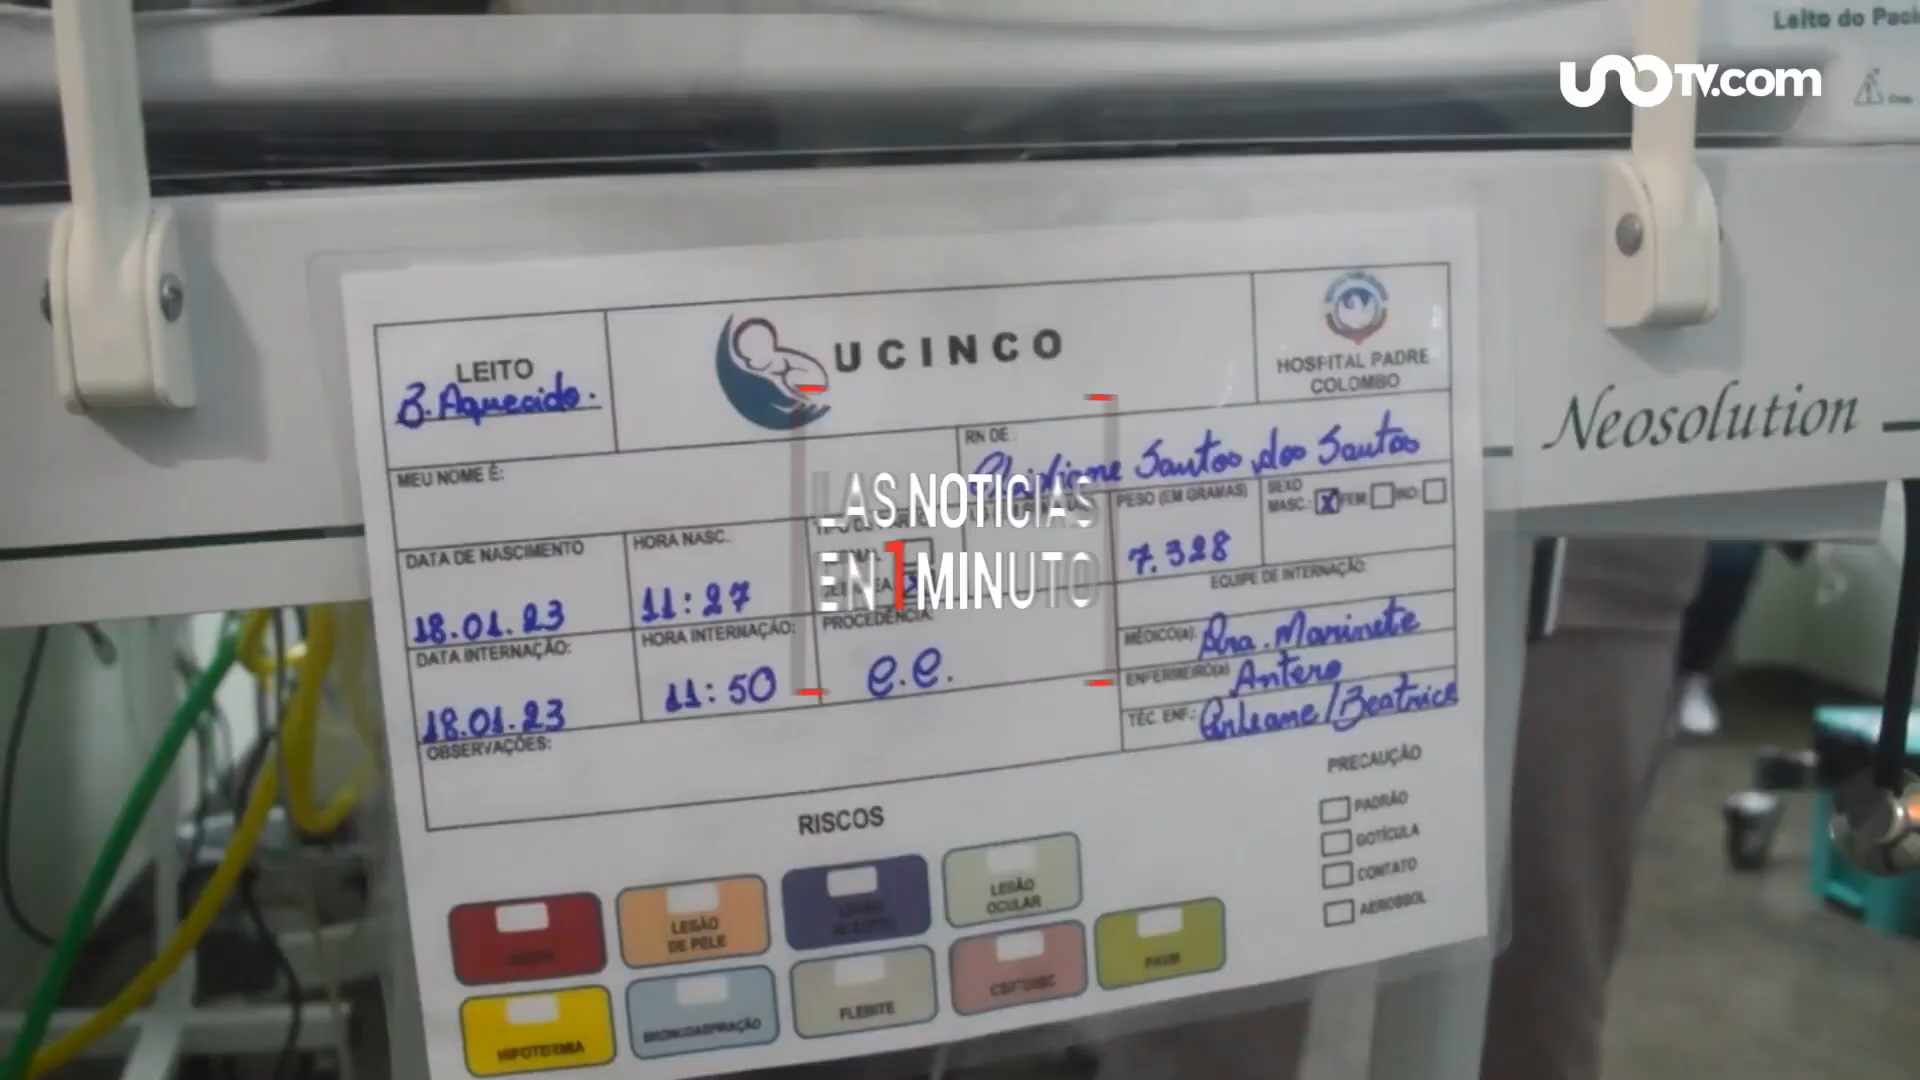 Leito do Paci
UNOTV.com
LEITO
B. Aquecido.
UCINCO
HOSPITAL PADRE
COLOMBO
Neosolution
MEU NOME É:
RN DE:
Cleidiane Santos dos Santos
DATA DE NASCIMENTO
18.01.23
HORA NASC.:
11:27
PESO (EM GRAMAS)
7.328
SEXO
MASC.: X FEM: IND:
LAS NOTICIAS
EN 1 MINUTO
DATA INTERNAÇÃO:
18.01.23
HORA INTERNAÇÃO:
11:50
PROCEDÊNCIA:
C.C.
EQUIPE DE INTERNAÇÃO:
MÉDICO(a): Dra. Marinete
ENFERMEIRO(a) Antero
TÉC. ENF.: Arleane/Beatrice
OBSERVAÇÕES:
RISCOS
PRECAUÇÃO
PADRÃO
GOTÍCULA
CONTATO
AEROSSOL
LESÃO
DE PELE
LESÃO
OCULAR
HIPOTERMIA
BRONCOASPIRAÇÃO
FLEBITE